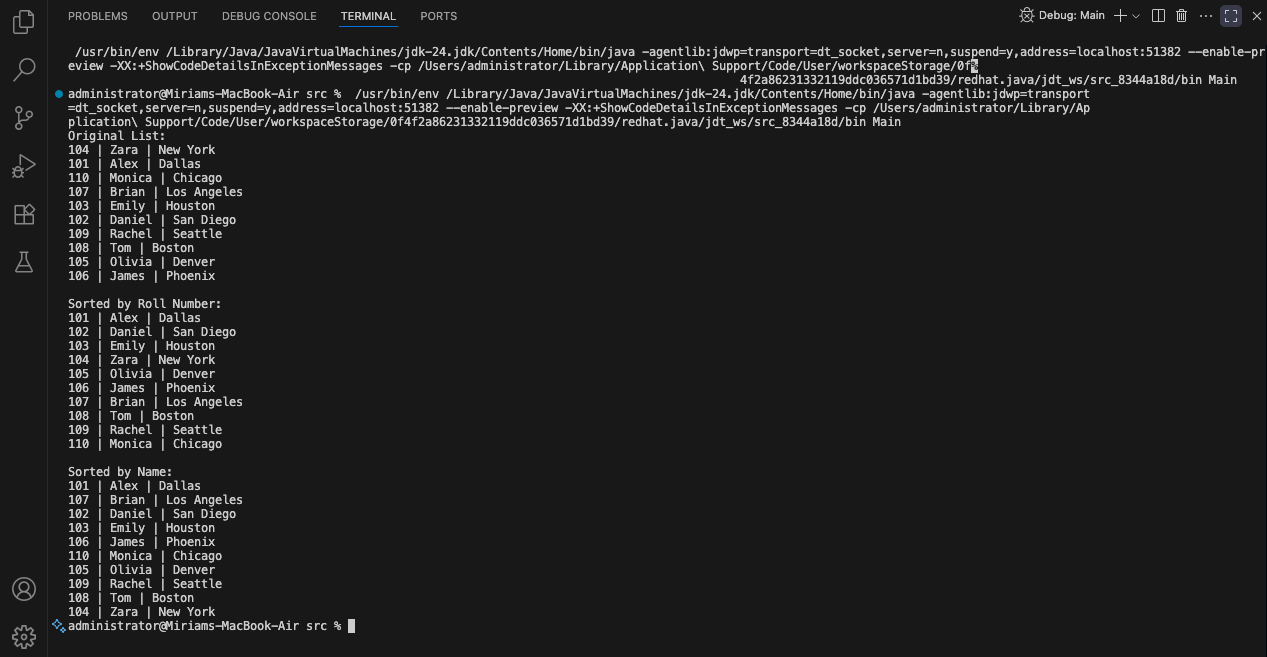 PROBLEMS OUTPUT DEBUG CONSOLE TERMINAL PORTS Debug: Main
/usr/bin/env /Library/Java/JavaVirtualMachines/jdk-24.jdk/Contents/Home/bin/java -agentlib:jdwp=transport=dt_socket,server=n,suspend=y,address=localhost:51382 --enable-pr
eview -XX:+ShowCodeDetailsInExceptionMessages -cp /Users/administrator/Library/Application\ Support/Code/User/workspaceStorage/0f%
4f2a86231332119ddc036571d1bd39/redhat.java/jdt_ws/src_8344a18d/bin Main
administrator@Miriams-MacBook-Air src %  /usr/bin/env /Library/Java/JavaVirtualMachines/jdk-24.jdk/Contents/Home/bin/java -agentlib:jdwp=transport
=dt_socket,server=n,suspend=y,address=localhost:51382 --enable-preview -XX:+ShowCodeDetailsInExceptionMessages -cp /Users/administrator/Library/Ap
plication\ Support/Code/User/workspaceStorage/0f4f2a86231332119ddc036571d1bd39/redhat.java/jdt_ws/src_8344a18d/bin Main
Original List:
104 | Zara | New York
101 | Alex | Dallas
110 | Monica | Chicago
107 | Brian | Los Angeles
103 | Emily | Houston
102 | Daniel | San Diego
109 | Rachel | Seattle
108 | Tom | Boston
105 | Olivia | Denver
106 | James | Phoenix

Sorted by Roll Number:
101 | Alex | Dallas
102 | Daniel | San Diego
103 | Emily | Houston
104 | Zara | New York
105 | Olivia | Denver
106 | James | Phoenix
107 | Brian | Los Angeles
108 | Tom | Boston
109 | Rachel | Seattle
110 | Monica | Chicago

Sorted by Name:
101 | Alex | Dallas
107 | Brian | Los Angeles
102 | Daniel | San Diego
103 | Emily | Houston
106 | James | Phoenix
110 | Monica | Chicago
105 | Olivia | Denver
109 | Rachel | Seattle
108 | Tom | Boston
104 | Zara | New York
administrator@Miriams-MacBook-Air src %